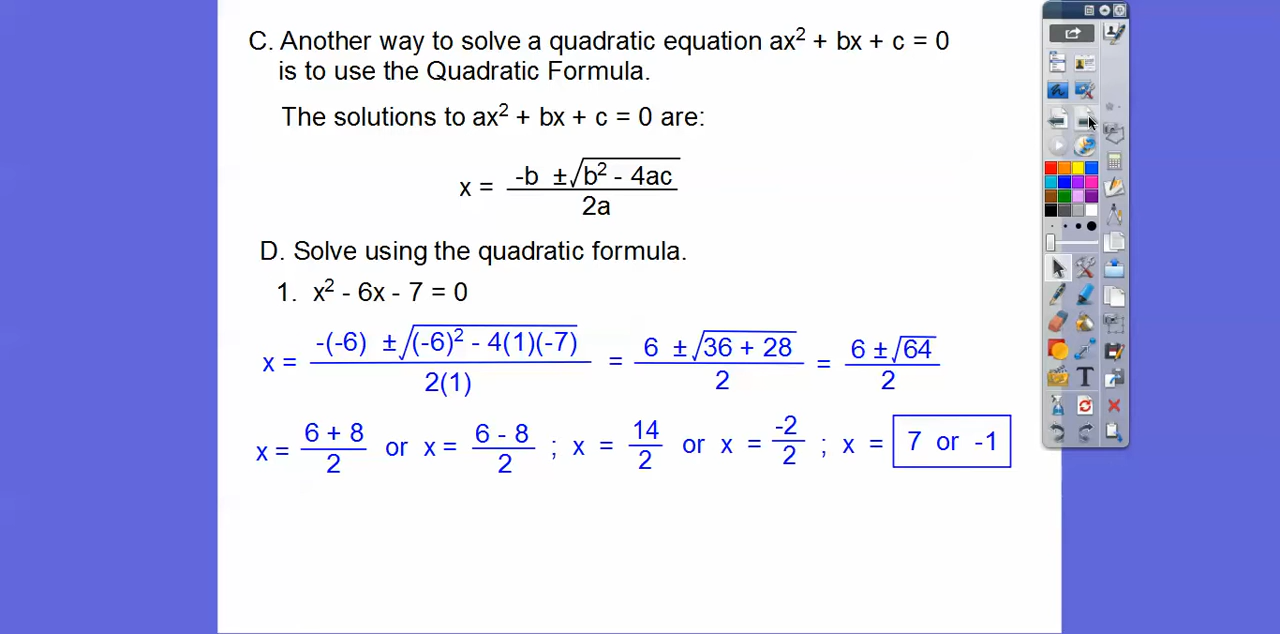 C. Another way to solve a quadratic equation ax² + bx + c = 0
is to use the Quadratic Formula.
The solutions to ax² + bx + c = 0 are:
x = (-b ±√(b² - 4ac))/(2a)
D. Solve using the quadratic formula.
1. x² - 6x - 7 = 0
x = (-(-6) ±√((-6)² - 4(1)(-7)))/(2(1)) = (6 ±√(36 + 28))/2 = (6 ±√64)/2
x = (6 + 8)/2 or x = (6 - 8)/2 ; x = 14/2 or x = -2/2 ; x = 7 or -1
T